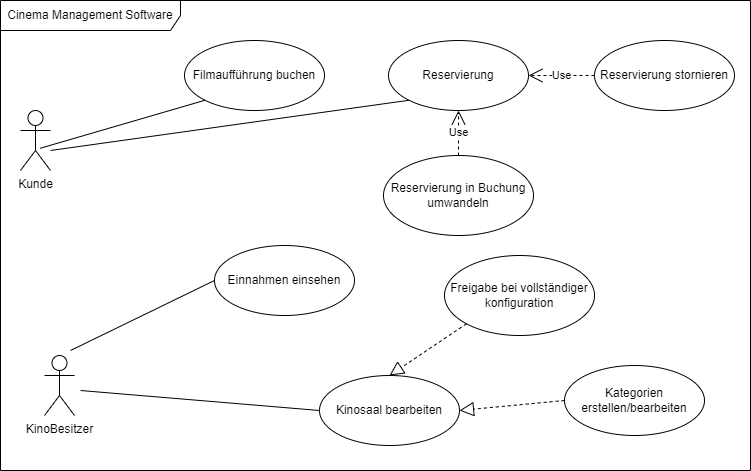 Cinema Management Software
Filmaufführung buchen
Reservierung
Use
Reservierung stornieren
Use
Kunde
Reservierung in Buchung
umwandeln
Einnahmen einsehen
Freigabe bei vollständiger
konfiguration
KinoBesitzer
Kinosaal bearbeiten
Kategorien
erstellen/bearbeiten